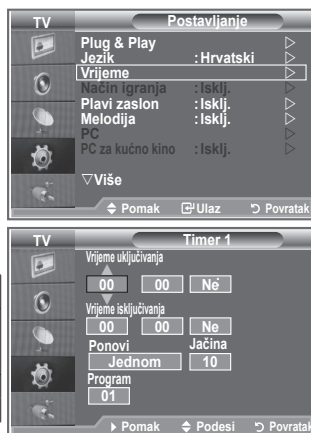 TV Postavljanje
Plug & Play
Jezik : Hrvatski
Vrijeme
Način igranja : Isklj.
Plavi zaslon : Isklj.
Melodija : Isklj.
PC
PC za kućno kino : Isklj.
▽Više
Pomak Ulaz Povratak
TV Timer 1
Vrijeme uključivanja
00 00 Ne
Vrijeme isključivanja
00 00 Ne
Ponovi Jačina
Jednom 10
Program
01
Pomak Podesi Povratak